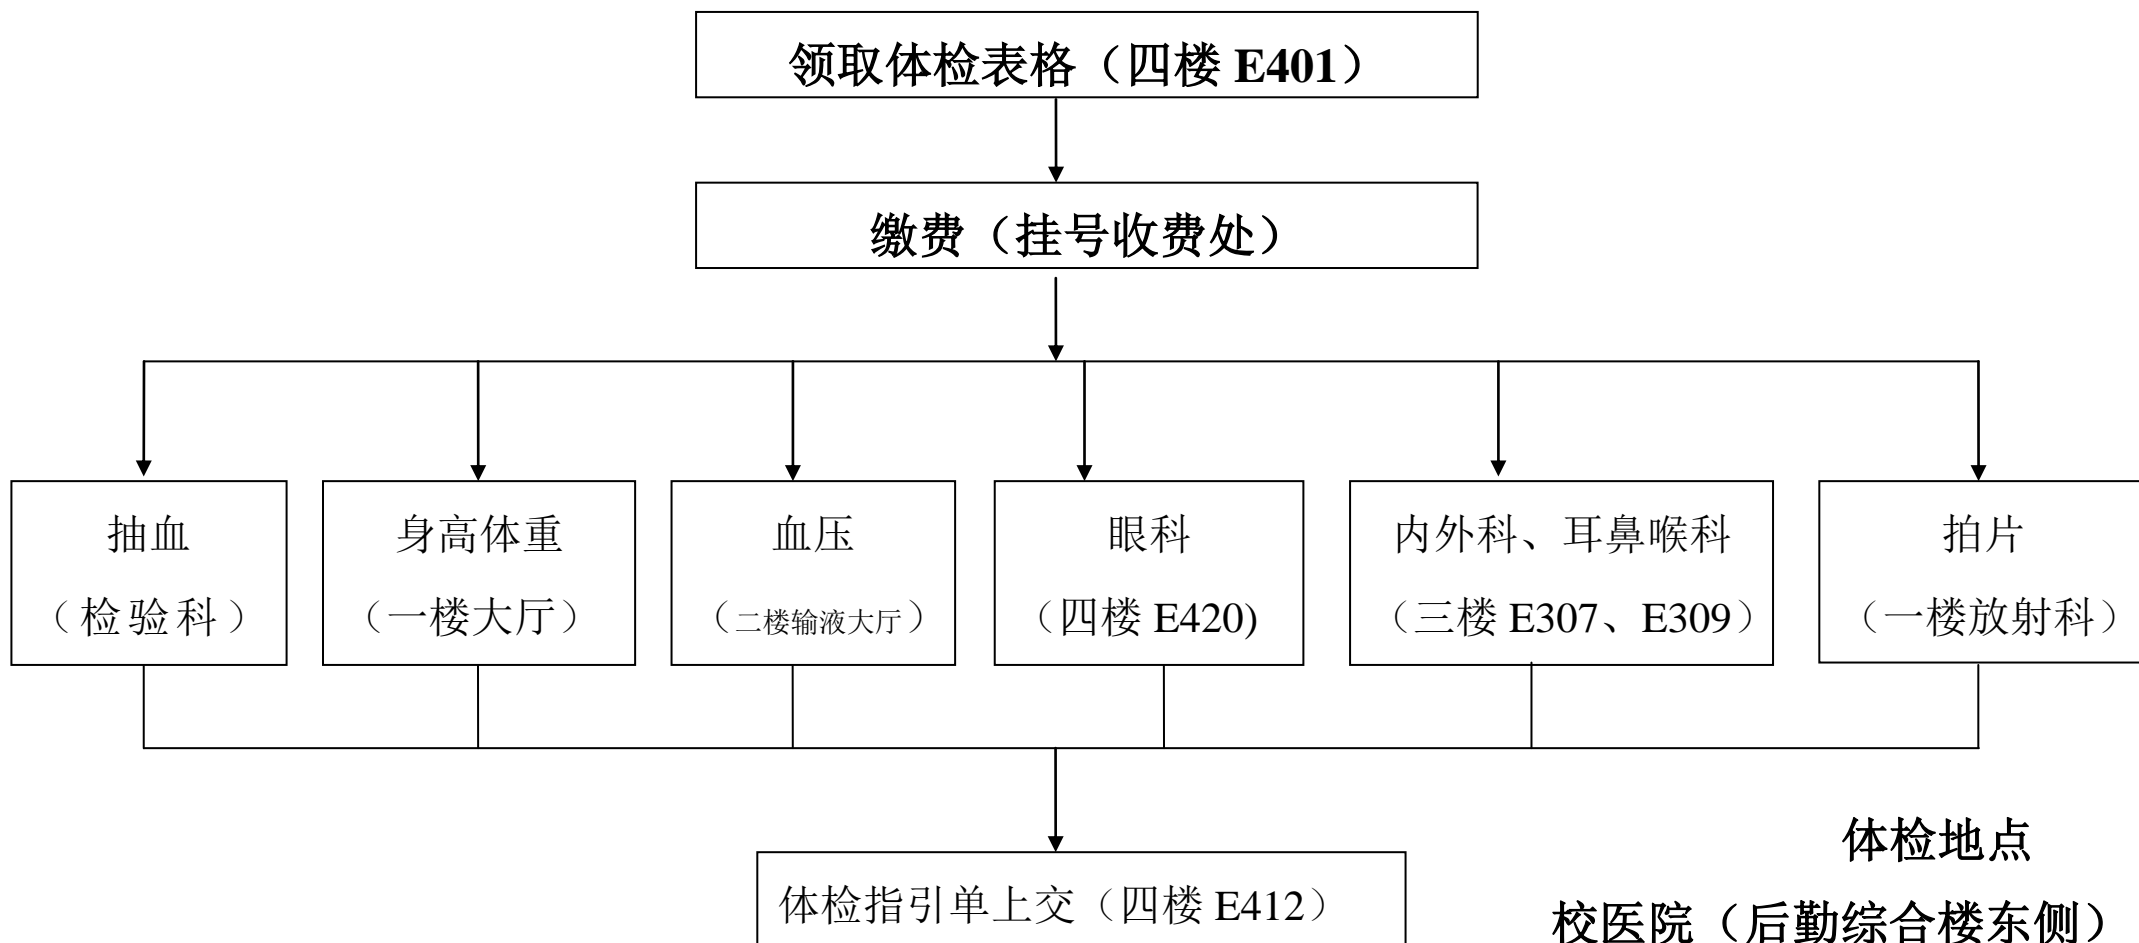 领取体检表格（四楼 E401）
缴费（挂号收费处）
抽血
（检验科）
身高体重
（一楼大厅）
血压
（二楼输液大厅）
眼科
（四楼 E420)
内外科、耳鼻喉科
（三楼 E307、E309）
拍片
（一楼放射科）
体检指引单上交（四楼 E412）
体检地点
校医院（后勤综合楼东侧）